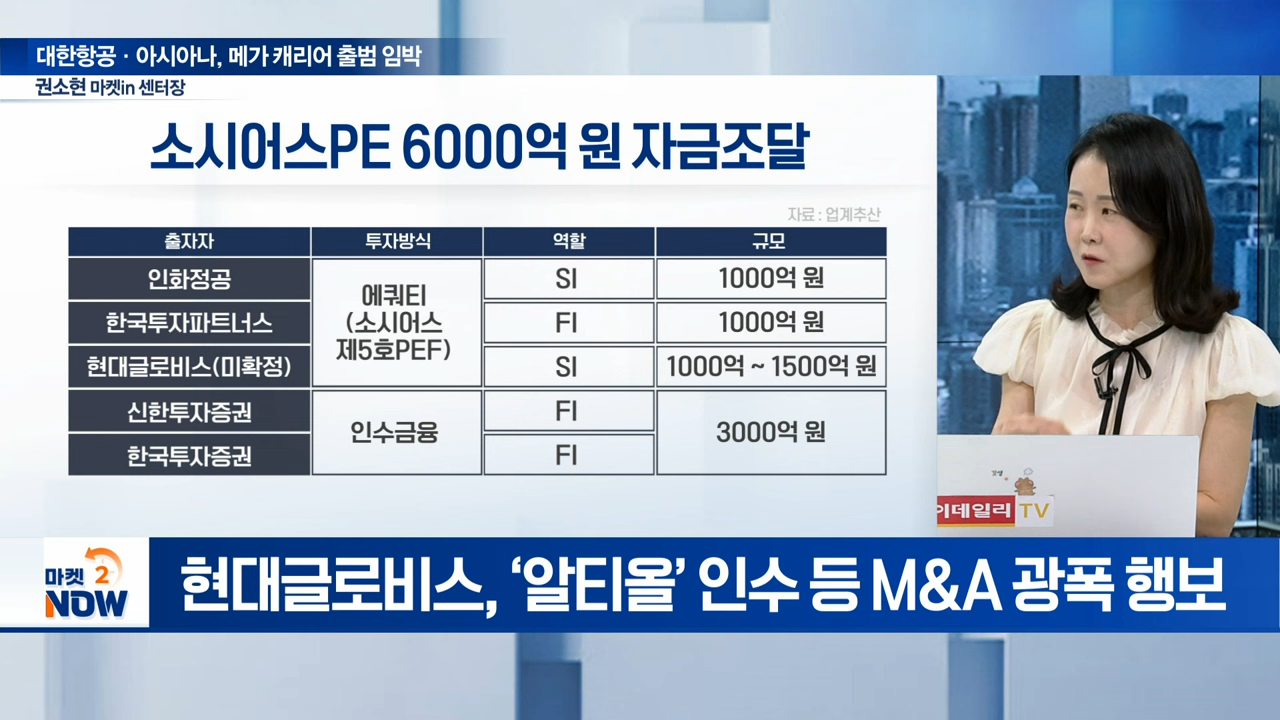 대한항공 · 아시아나, 메가 캐리어 출범 임박
권소현 마켓in 센터장
소시어스PE 6000억 원 자금조달
자료 : 업계추산
출자자 투자방식 역할 규모
인화정공 에쿼티 (소시어스 제5호PEF) SI 1000억 원
한국투자파트너스 FI 1000억 원
현대글로비스(미확정) SI 1000억 ~ 1500억 원
신한투자증권 인수금융 FI 3000억 원
한국투자증권 FI
이데일리 TV
마켓 2
NOW
현대글로비스, ‘알티올’ 인수 등 M&A 광폭 행보